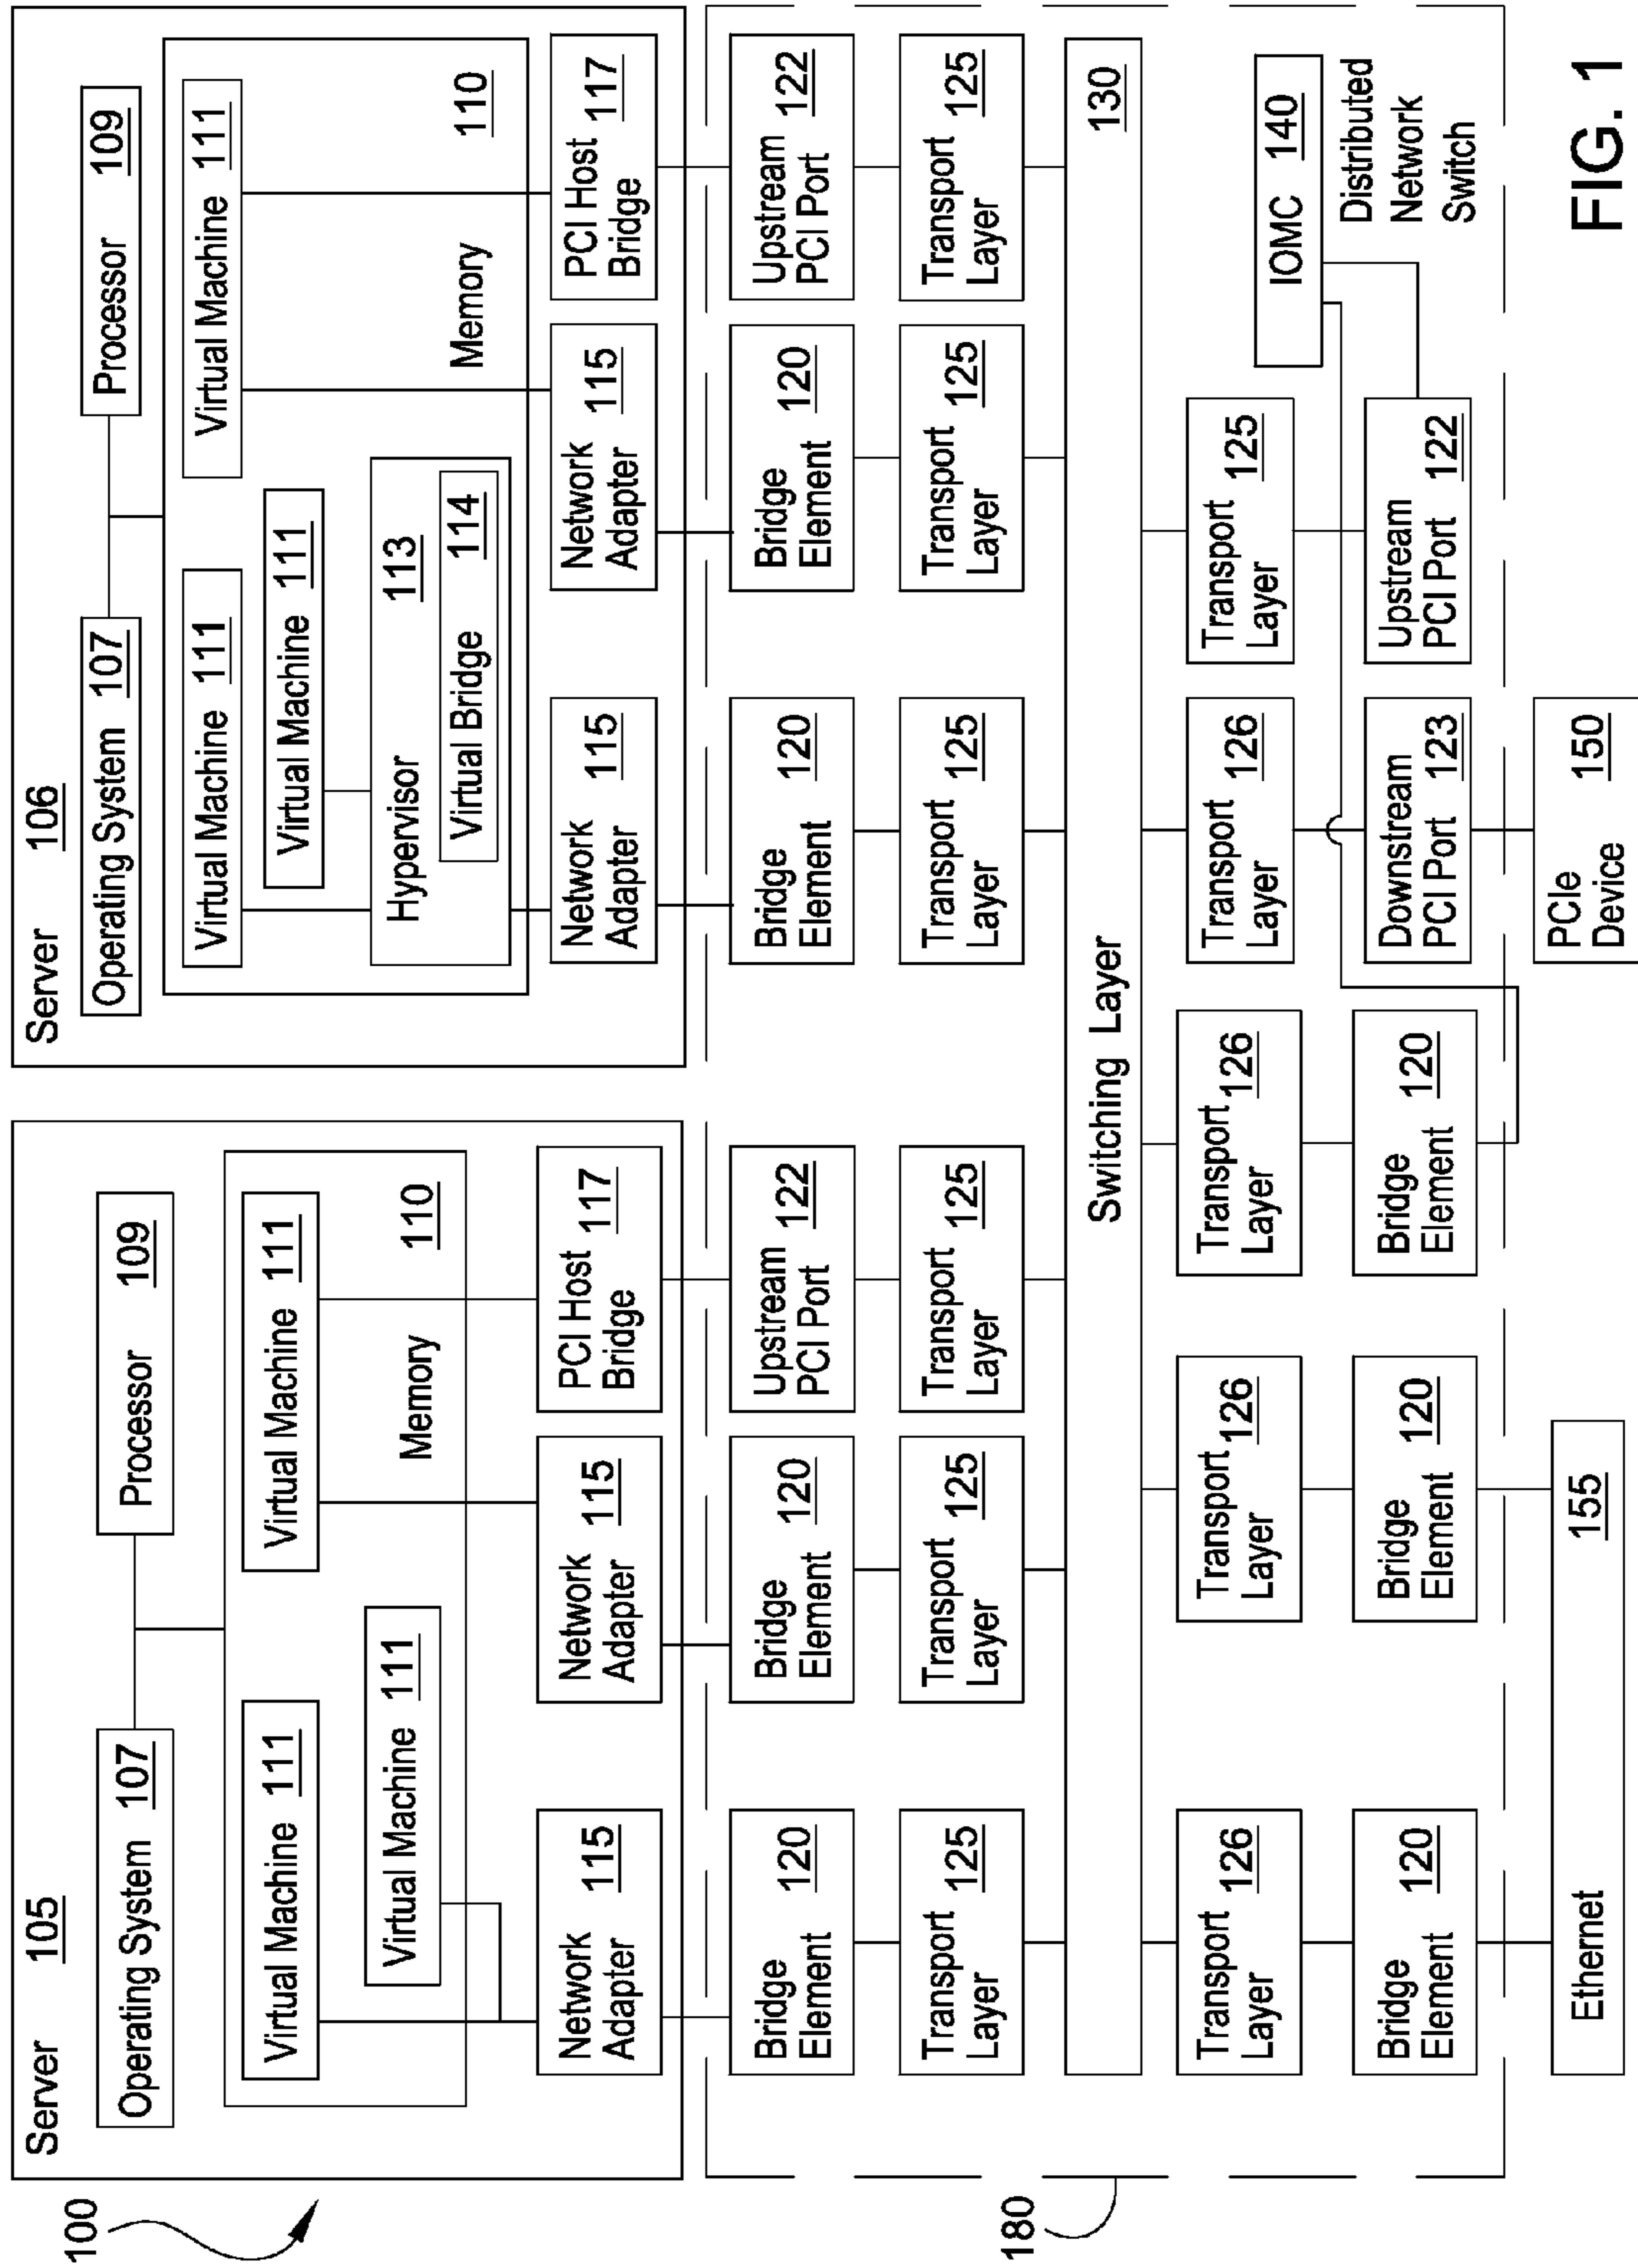 100
Server 105
Operating System 107
Processor 109
Virtual Machine 111
Virtual Machine 111
Virtual Machine 111
Memory
110
Network
Adapter 115
Network
Adapter 115
PCI Host
Bridge 117
Server 106
Operating System 107
Processor 109
Virtual Machine 111
Virtual Machine 111
Virtual Machine 111
Hypervisor 113
Virtual Bridge 114
Memory
110
Network
Adapter 115
Network
Adapter 115
PCI Host
Bridge 117
180
Bridge
Element 120
Bridge
Element 120
Upstream
PCI Port 122
Bridge
Element 120
Bridge
Element 120
Upstream
PCI Port 122
Transport
Layer 125
Transport
Layer 125
Transport
Layer 125
Transport
Layer 125
Transport
Layer 125
Transport
Layer 125
Switching Layer 130
Transport
Layer 126
Transport
Layer 126
Transport
Layer 126
Transport
Layer 126
Transport
Layer 125
IOMC 140
Distributed
Network
Switch
Bridge
Element 120
Bridge
Element 120
Bridge
Element 120
Downstream
PCI Port 123
Upstream
PCI Port 122
Ethernet 155
PCIe
Device 150
FIG. 1